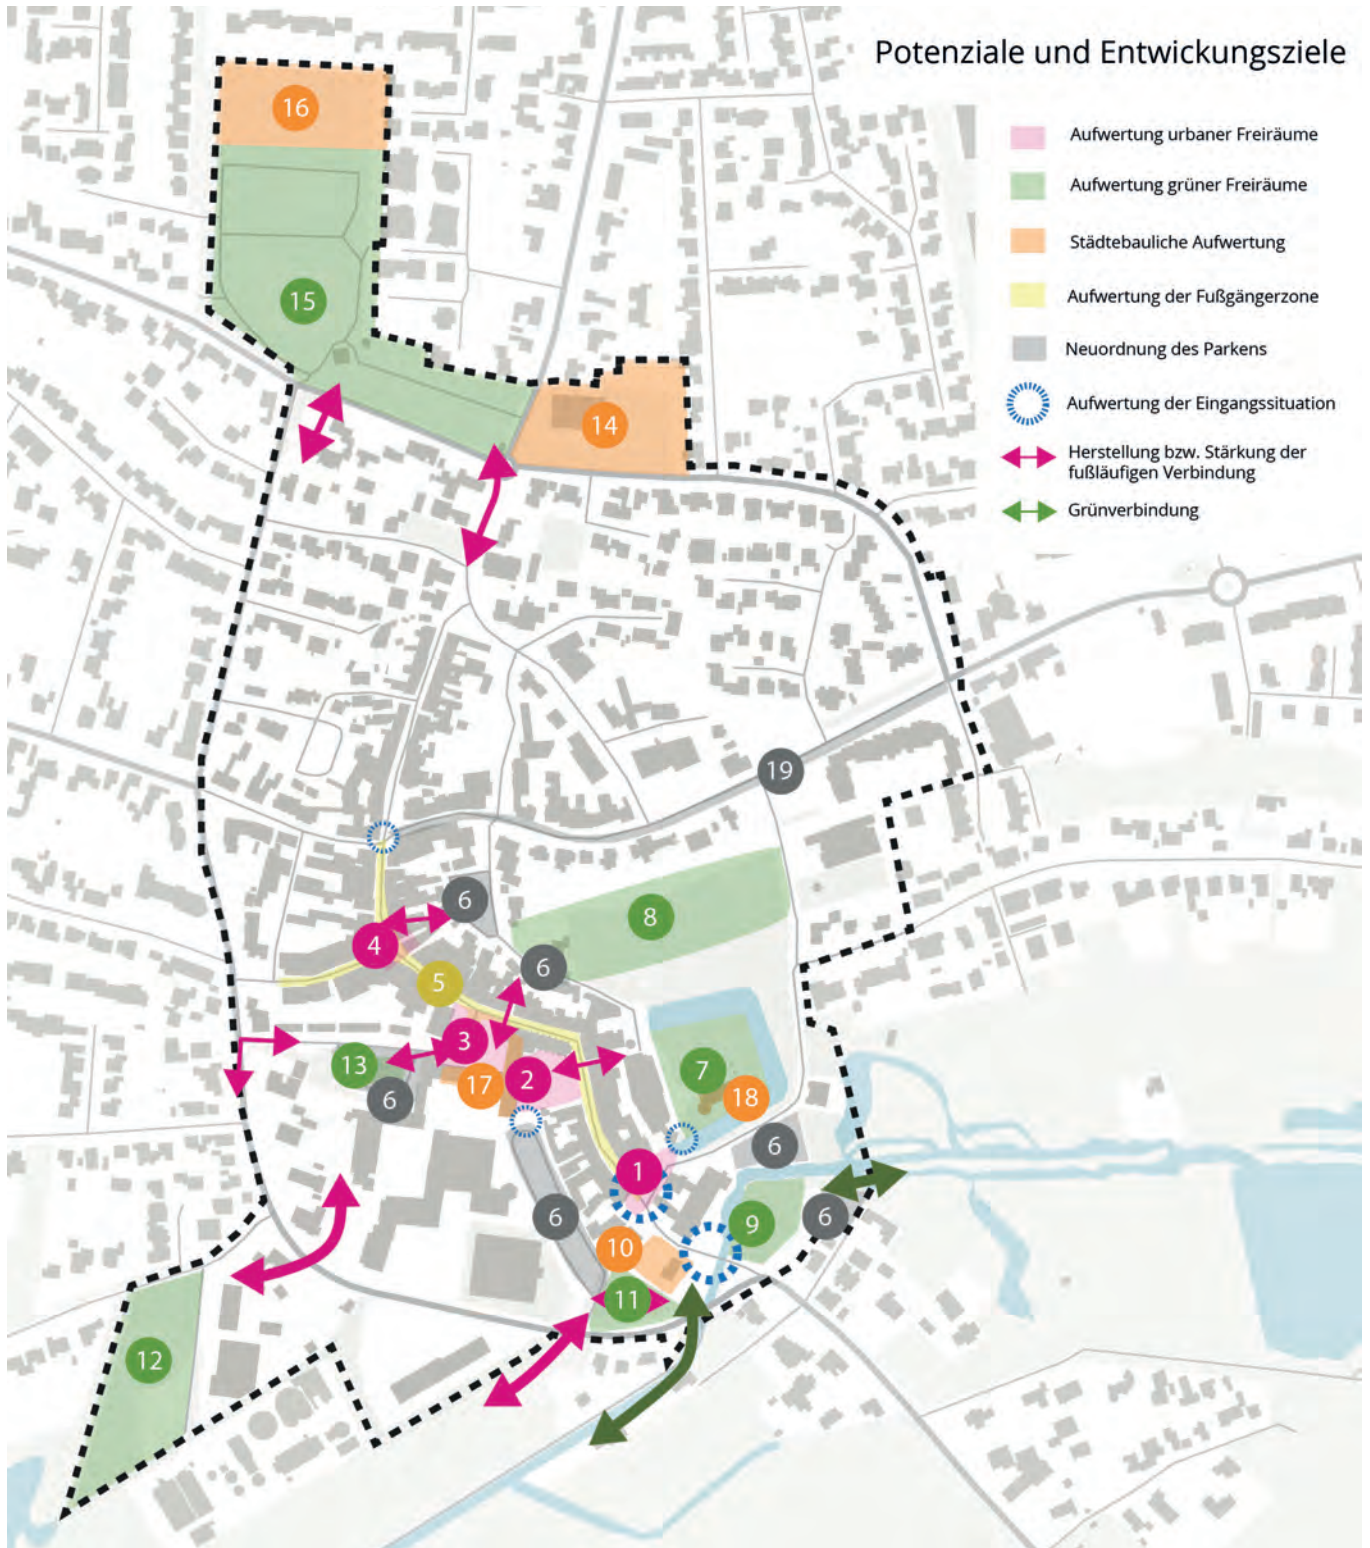 Potenziale und Entwickungsziele
Aufwertung urbaner Freiräume
Aufwertung grüner Freiräume
Städtebauliche Aufwertung
Aufwertung der Fußgängerzone
Neuordnung des Parkens
Aufwertung der Eingangssituation
Herstellung bzw. Stärkung der
fußläufigen Verbindung
Grünverbindung
16
15
14
19
6
8
4
6
5
3
13
2
7
17
6
18
6
1
6
9
6
10
11
12